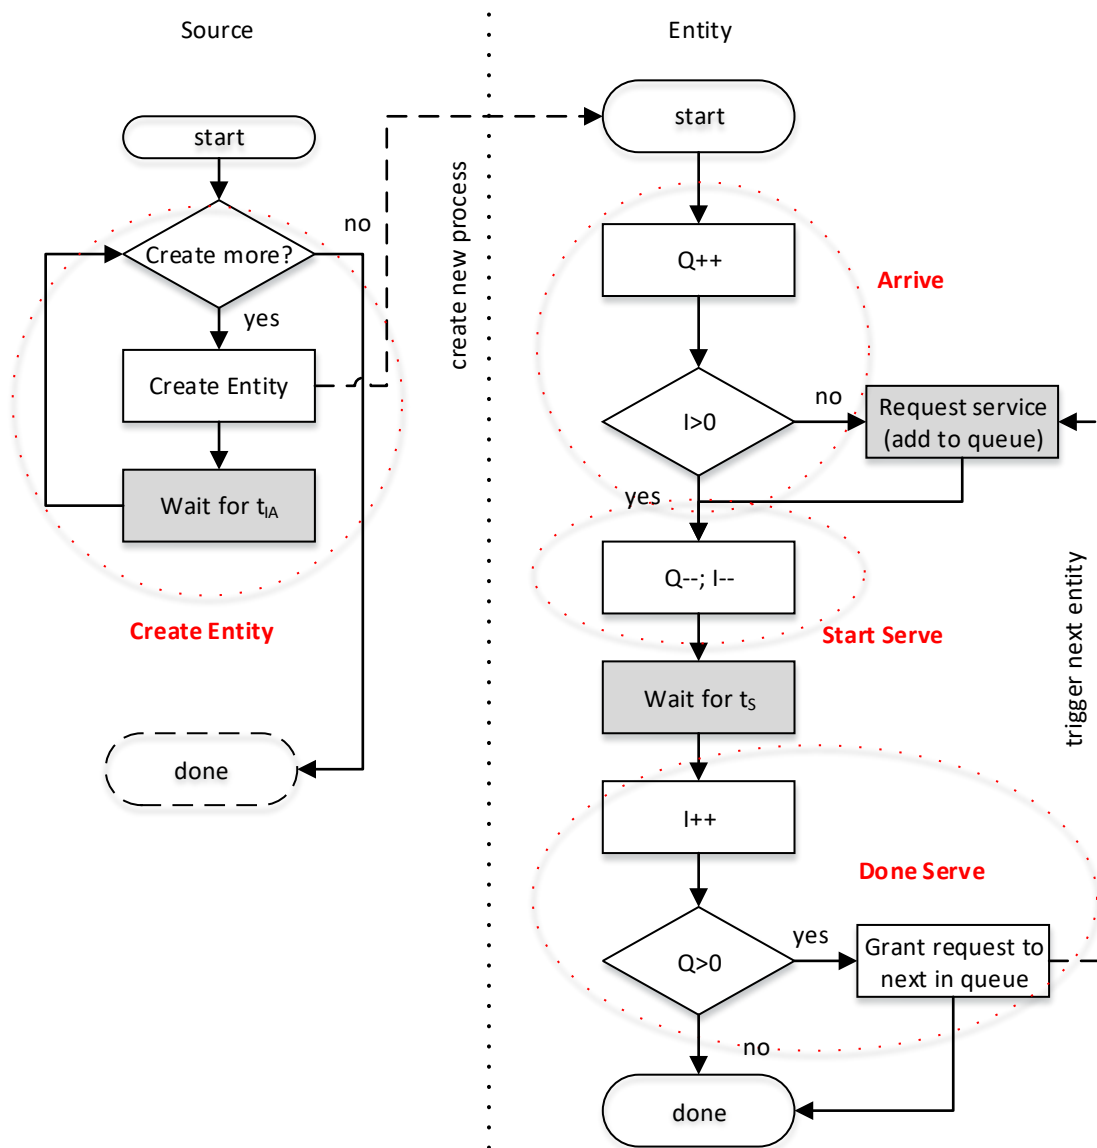 Source
start
Create more?
no
yes
Create Entity
Wait for tIA
Create Entity
done
create new process
Entity
start
Q++
Arrive
I>0
no
Request service
(add to queue)
yes
Q--; I--
Start Serve
Wait for tS
trigger next entity
I++
Done Serve
Q>0
yes
Grant request to
next in queue
no
done